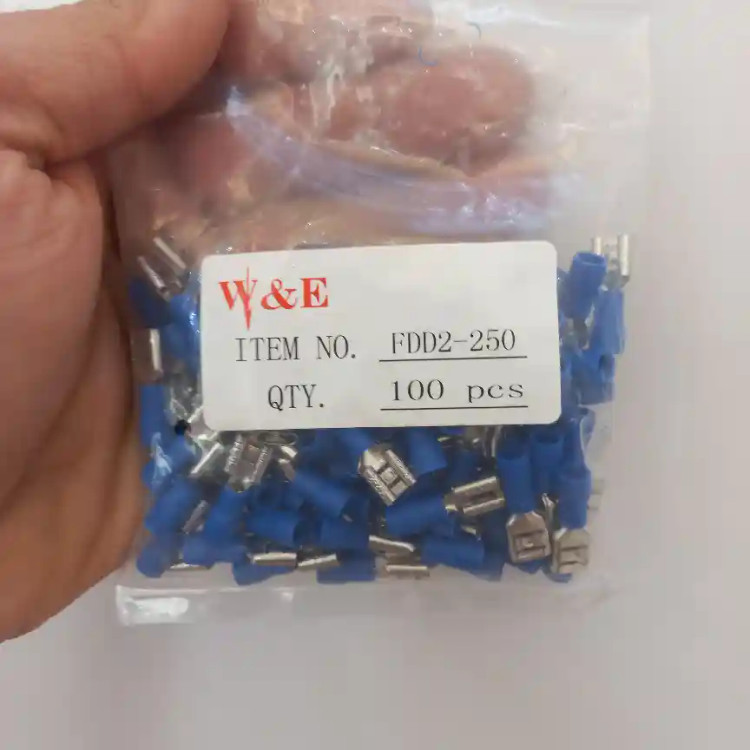 W&E
ITEM NO. FDD2-250
QTY. 100 pcs